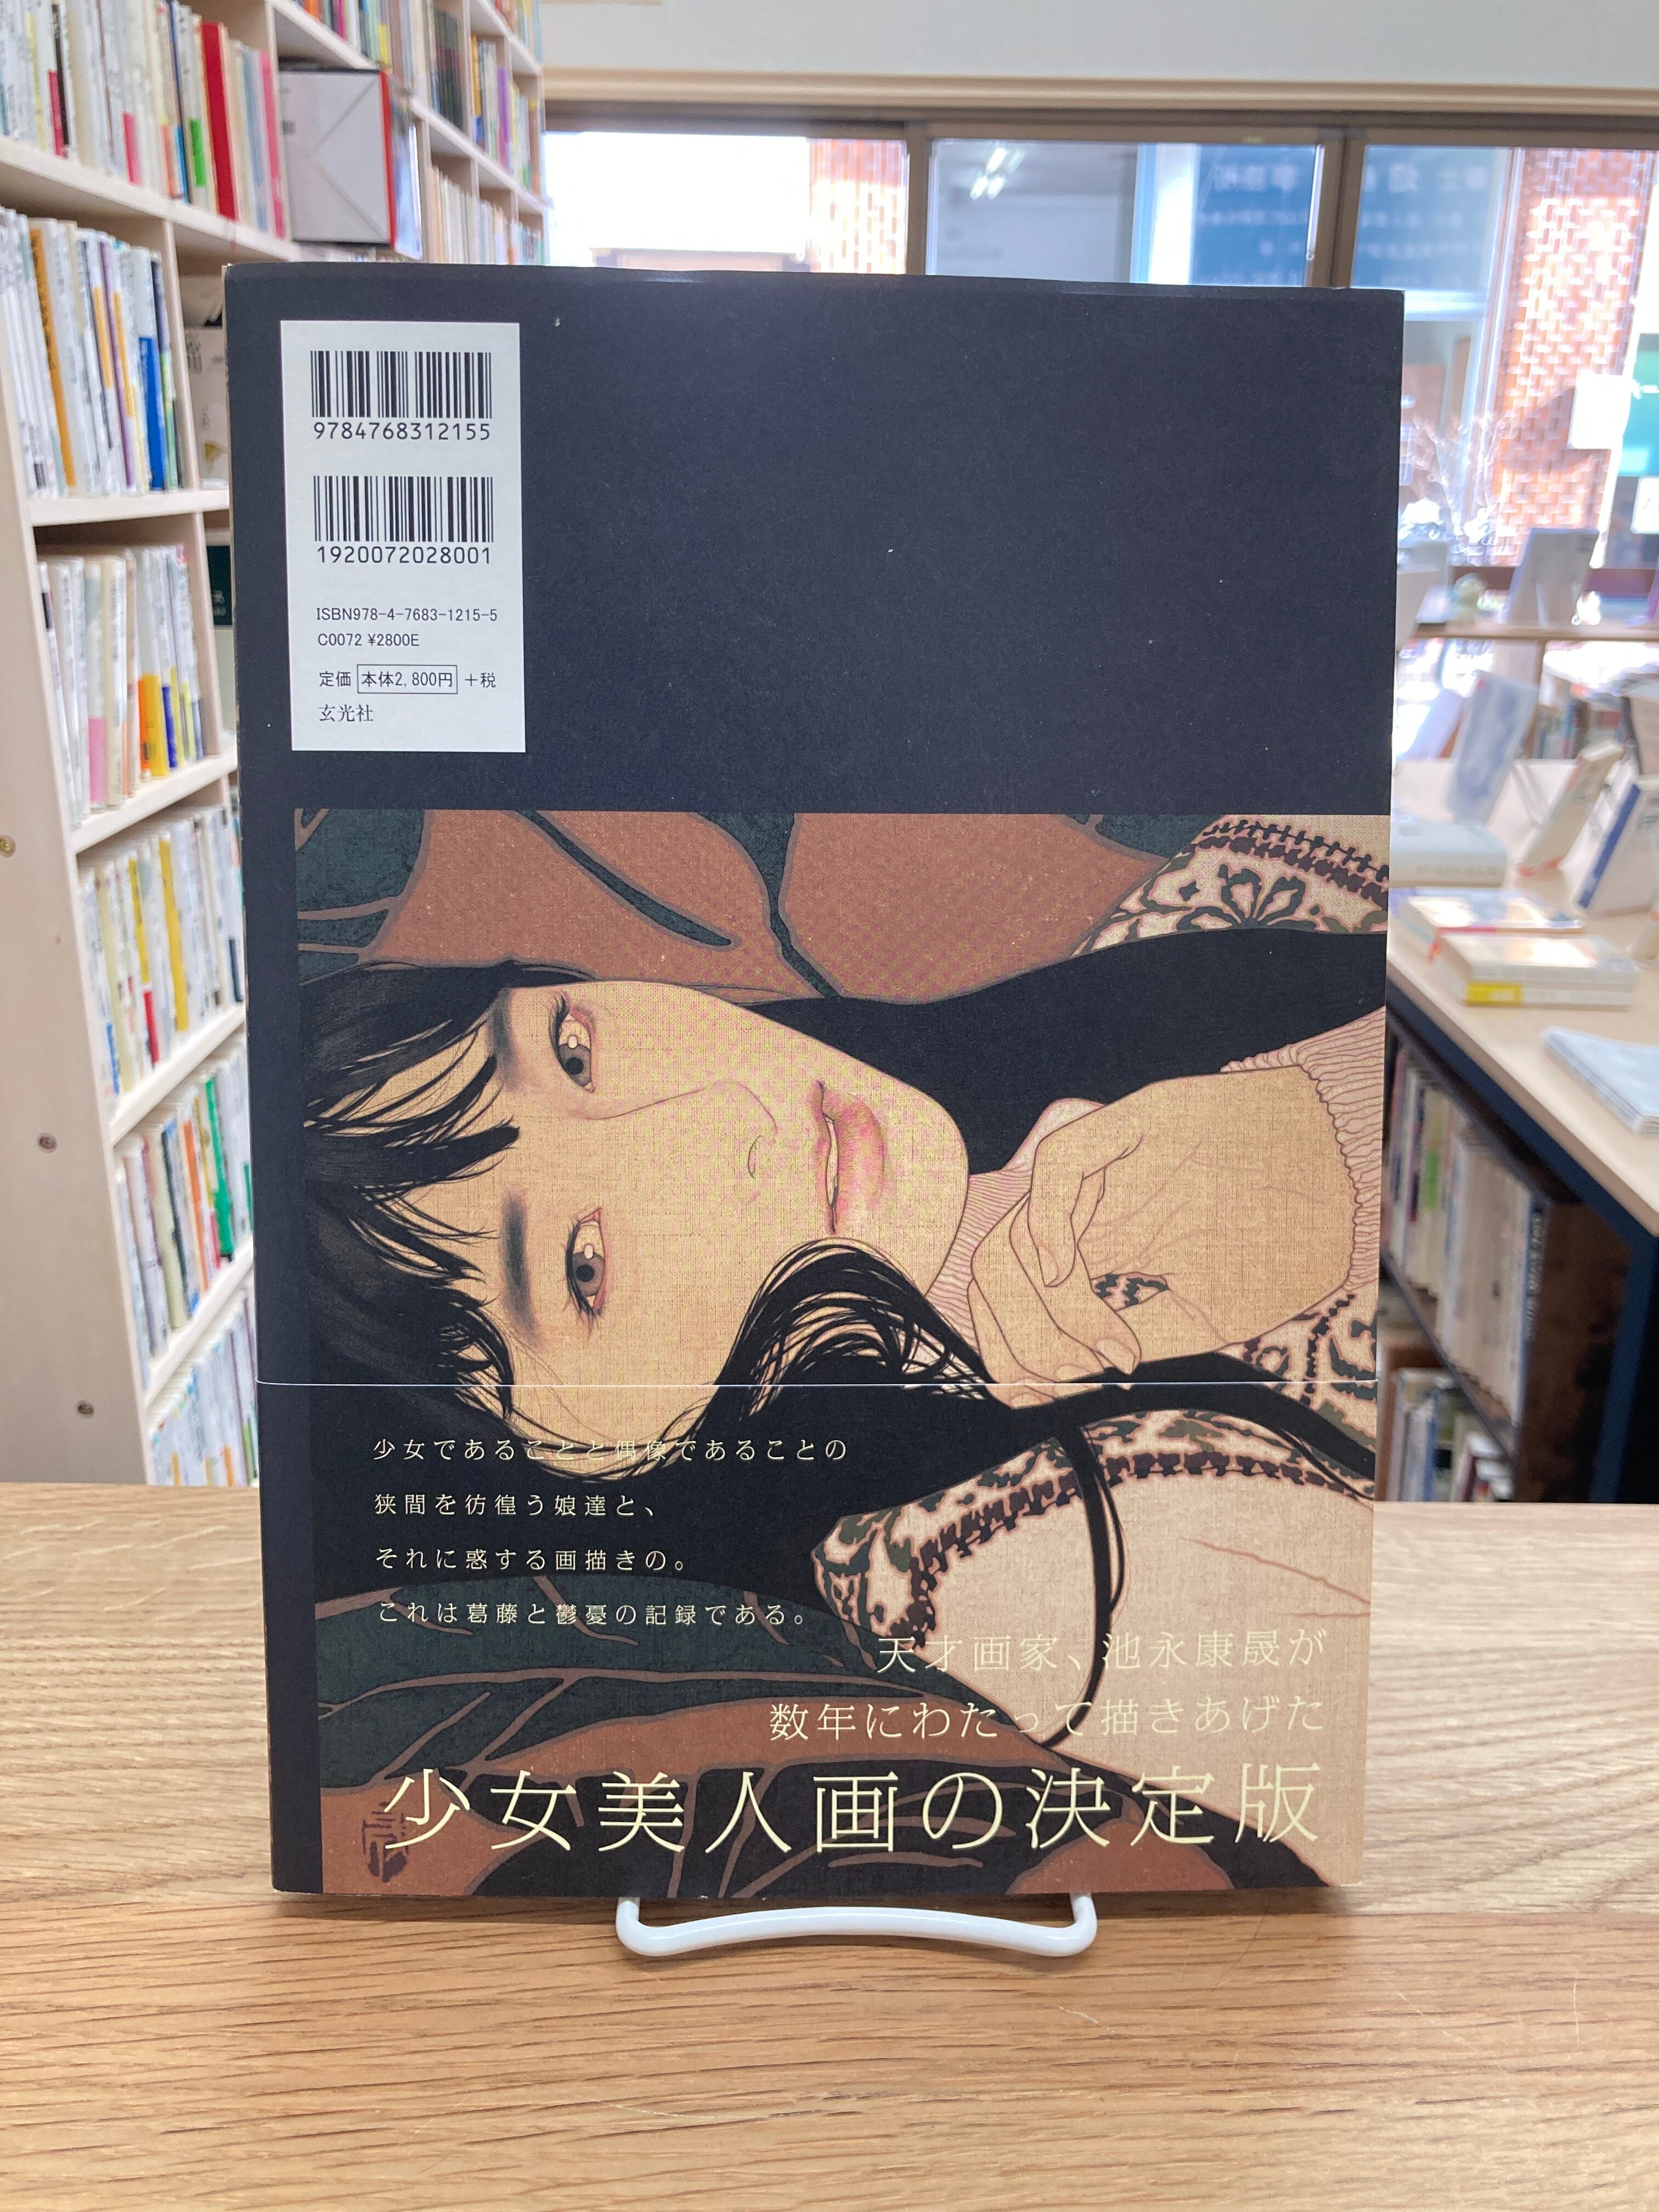 9784768312155
1920072028001
ISBN978-4-7683-1215-5
C0072 ¥2800E
定価 本体2,800円 +税
玄光社
少女であることと偶像であることの
狭間を彷徨う娘達と、
それに惑する画描きの。
これは葛藤と鬱憂の記録である。
天才画家、池永康晟が
数年にわたって描きあげた
少女美人画の決定版